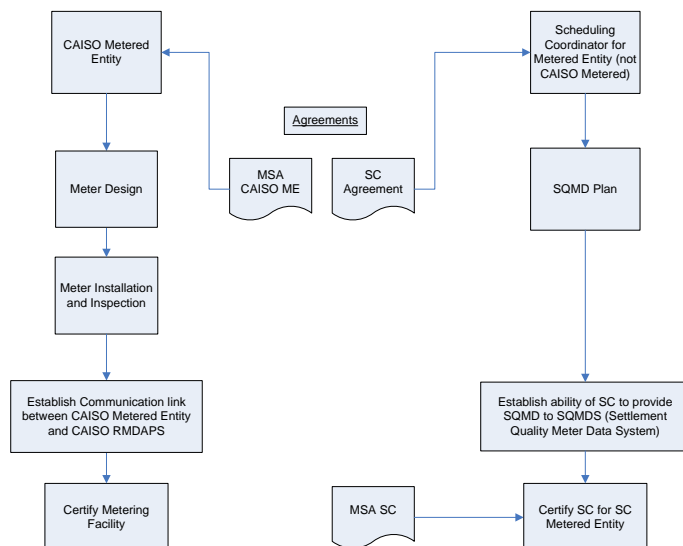 CAISO Metered
Entity
Scheduling
Coordinator for
Metered Entity (not
CAISO Metered)
Agreements
MSA
CAISO ME
SC
Agreement
Meter Design
SQMD Plan
Meter Installation
and Inspection
Establish Communication link
between CAISO Metered Entity
and CAISO RMDAPS
Establish ability of SC to provide
SQMD to SQMDS (Settlement
Quality Meter Data System)
Certify Metering
Facility
MSA SC
Certify SC for SC
Metered Entity